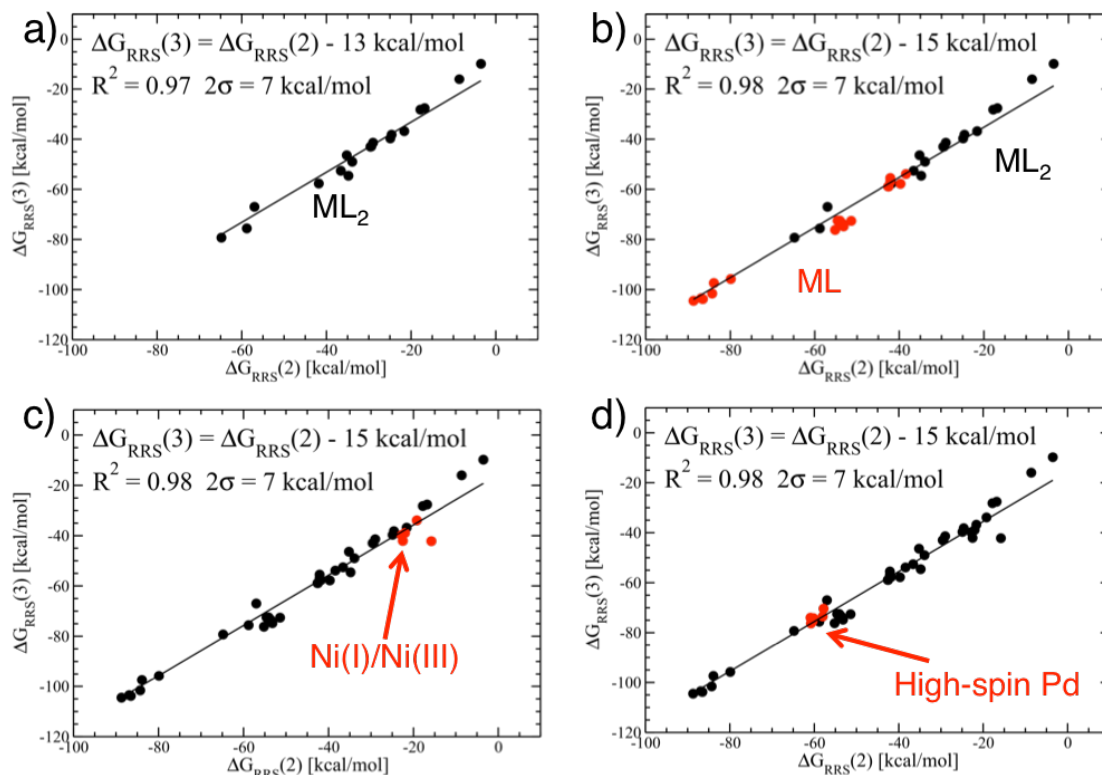 a)
ΔG_RRS(3) = ΔG_RRS(2) - 13 kcal/mol
R² = 0.97 2σ = 7 kcal/mol
ML₂
0
-20
-40
-60
-80
-100
-120
ΔG_RRS(3) [kcal/mol]
-100
-80
-60
-40
-20
0
ΔG_RRS(2) [kcal/mol]
b)
ΔG_RRS(3) = ΔG_RRS(2) - 15 kcal/mol
R² = 0.98 2σ = 7 kcal/mol
ML₂
ML
0
-20
-40
-60
-80
-100
-120
ΔG_RRS(3) [kcal/mol]
-100
-80
-60
-40
-20
0
ΔG_RRS(2) [kcal/mol]
c)
ΔG_RRS(3) = ΔG_RRS(2) - 15 kcal/mol
R² = 0.98 2σ = 7 kcal/mol
Ni(I)/Ni(III)
0
-20
-40
-60
-80
-100
-120
ΔG_RRS(3) [kcal/mol]
-100
-80
-60
-40
-20
0
ΔG_RRS(2) [kcal/mol]
d)
ΔG_RRS(3) = ΔG_RRS(2) - 15 kcal/mol
R² = 0.98 2σ = 7 kcal/mol
High-spin Pd
0
-20
-40
-60
-80
-100
-120
ΔG_RRS(3) [kcal/mol]
-100
-80
-60
-40
-20
0
ΔG_RRS(2) [kcal/mol]